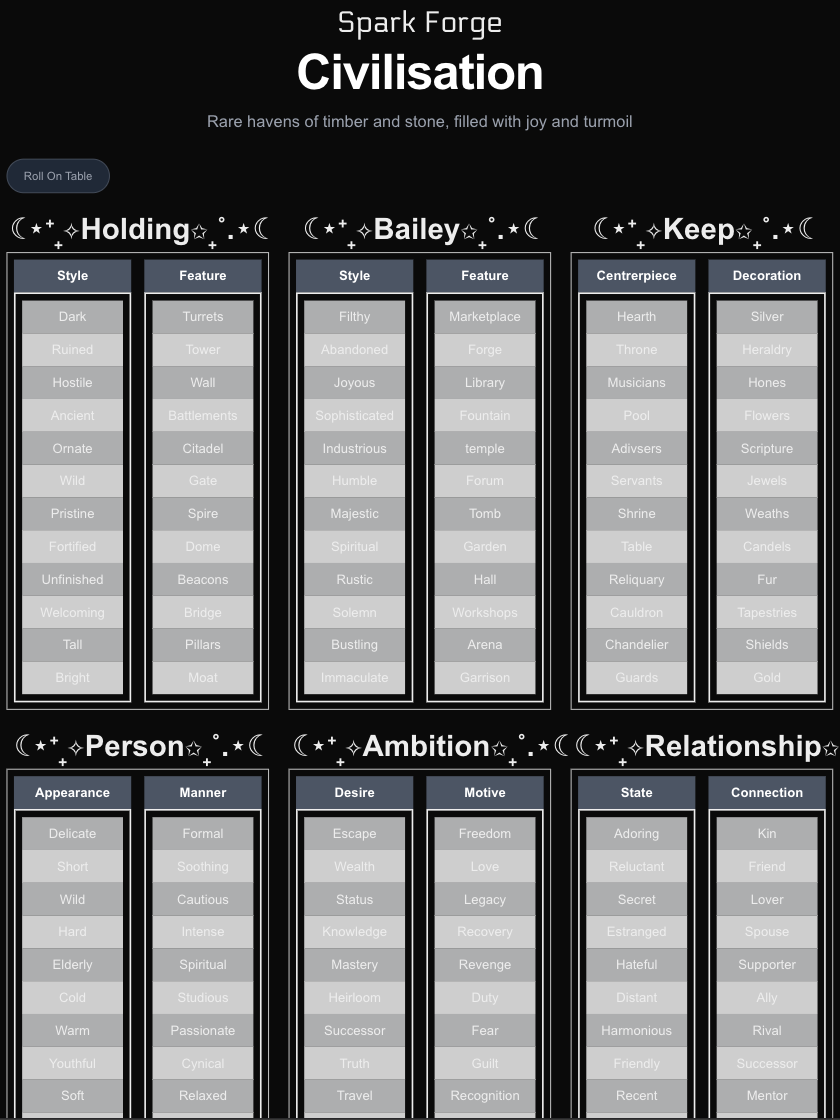 Spark Forge
Civilisation
Rare havens of timber and stone, filled with joy and turmoil
Roll On Table
☾⋆⁺₊✧Holding✩₊˚.⋆☾ ☾⋆⁺₊✧Bailey✩₊˚.⋆☾ ☾⋆⁺₊✧Keep✩₊˚.⋆☾
Style Feature Style Feature Centrerpiece Decoration
Dark Turrets Filthy Marketplace Hearth Silver
Ruined Tower Abandoned Forge Throne Heraldry
Hostile Wall Joyous Library Musicians Hones
Ancient Battlements Sophisticated Fountain Pool Flowers
Ornate Citadel Industrious temple Adivsers Scripture
Wild Gate Humble Forum Servants Jewels
Pristine Spire Majestic Tomb Shrine Weaths
Fortified Dome Spiritual Garden Table Candels
Unfinished Beacons Rustic Hall Reliquary Fur
Welcoming Bridge Solemn Workshops Cauldron Tapestries
Tall Pillars Bustling Arena Chandelier Shields
Bright Moat Immaculate Garrison Guards Gold
☾⋆⁺₊✧Person✩₊˚.⋆☾ ☾⋆⁺₊✧Ambition✩₊˚.⋆☾ ☾⋆⁺₊✧Relationship✩
Appearance Manner Desire Motive State Connection
Delicate Formal Escape Freedom Adoring Kin
Short Soothing Wealth Love Reluctant Friend
Wild Cautious Status Legacy Secret Lover
Hard Intense Knowledge Recovery Estranged Spouse
Elderly Spiritual Mastery Revenge Hateful Supporter
Cold Studious Heirloom Duty Distant Ally
Warm Passionate Successor Fear Harmonious Rival
Youthful Cynical Truth Guilt Friendly Successor
Soft Relaxed Travel Recognition Recent Mentor